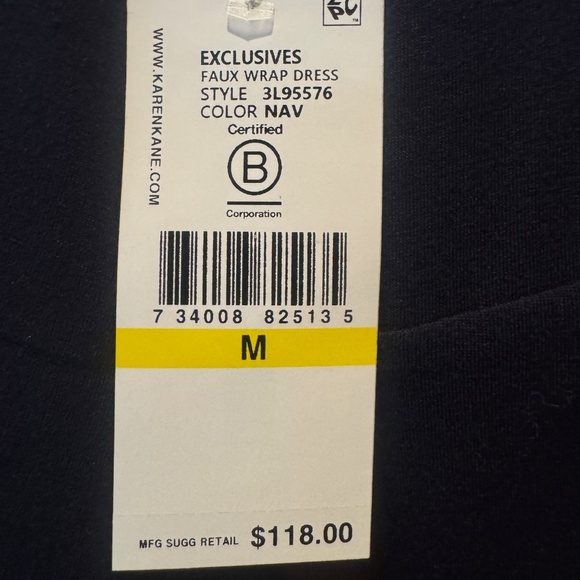 EXCLUSIVES
FAUX WRAP DRESS
STYLE 3L95576
COLOR NAV
Certified
B
Corporation
WWW.KARENKANE.COM
7 34008 82513 5
M
MFG SUGG RETAIL $118.00